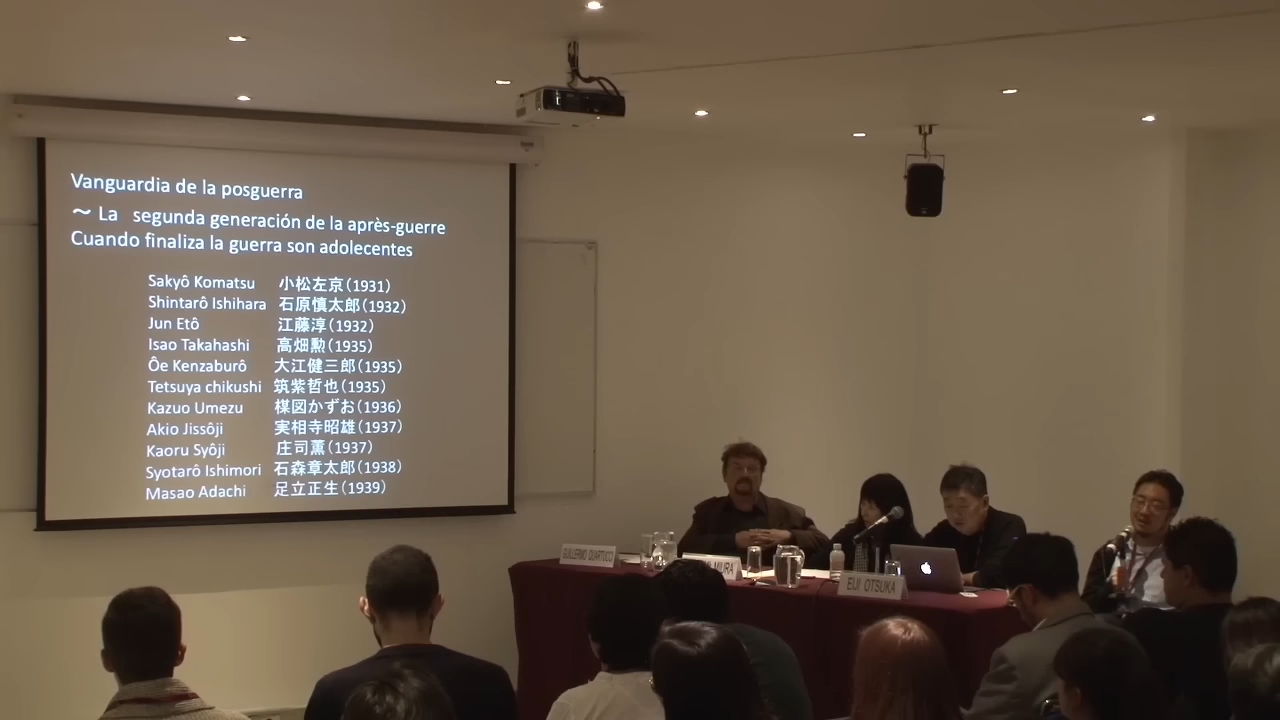 Vanguardia de la posguerra
～ La segunda generación de la après-guerre
Cuando finaliza la guerra son adolecentes
Sakyô Komatsu 小松左京(1931)
Shintarô Ishihara 石原慎太郎(1932)
Jun Etô 江藤淳(1932)
Isao Takahashi 高畑勲(1935)
Ôe Kenzaburô 大江健三郎(1935)
Tetsuya chikushi 筑紫哲也(1935)
Kazuo Umezu 楳図かずお(1936)
Akio Jissôji 実相寺昭雄(1937)
Kaoru Syôji 庄司薫(1937)
Syotarô Ishimori 石森章太郎(1938)
Masao Adachi 足立正生(1939)
GUILLERMO QUARTUCCI
MIURA
EIJI OTSUKA